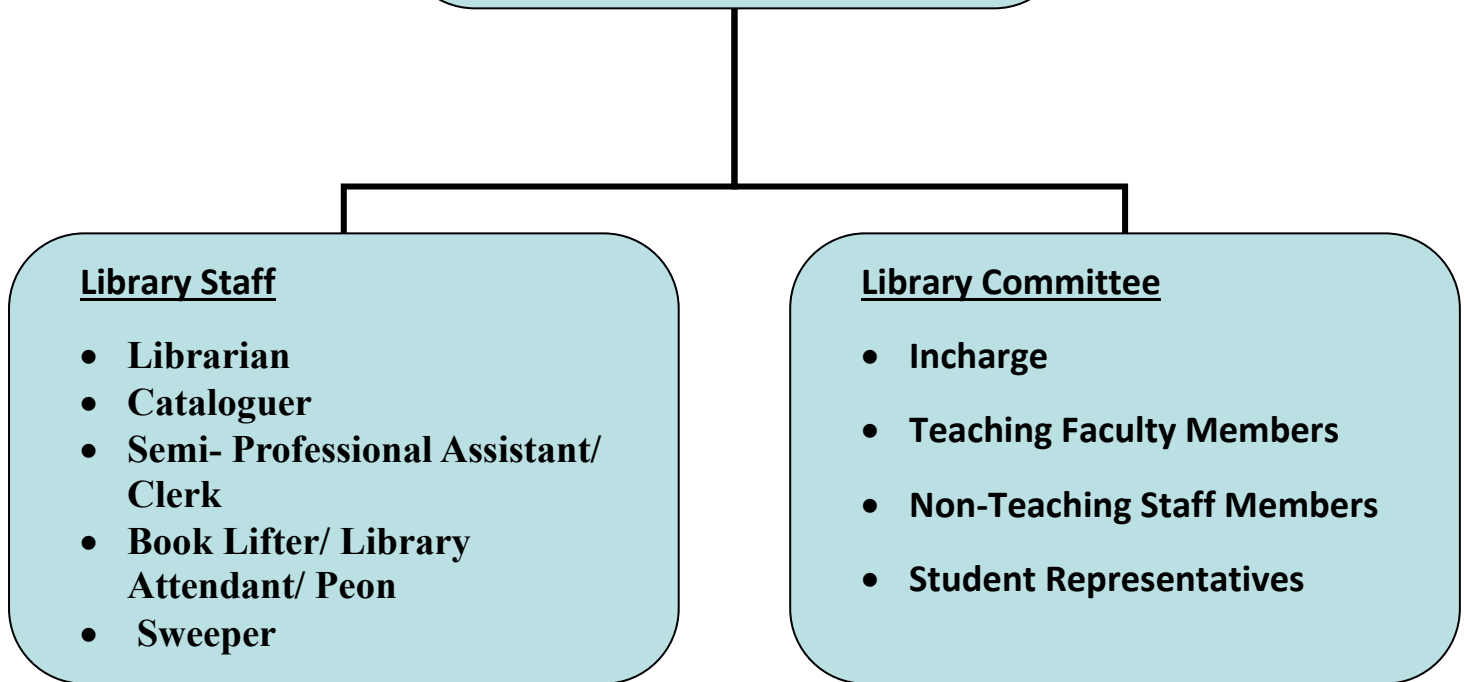 Library Staff
• Librarian
• Cataloguer
• Semi- Professional Assistant/
Clerk
• Book Lifter/ Library
Attendant/ Peon
• Sweeper
Library Committee
• Incharge
• Teaching Faculty Members
• Non-Teaching Staff Members
• Student Representatives